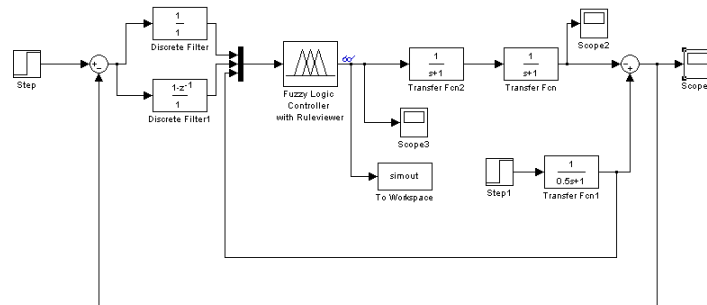 1
1
Discrete Filter
Step
1-z-1
1
Discrete Filter1
Fuzzy Logic
Controller
with Ruleviewer
1
s+1
Transfer Fcn2
1
s+1
Transfer Fcn
Scope2
Scope
Scope3
simout
To Workspace
Step1
1
0.5s+1
Transfer Fcn1